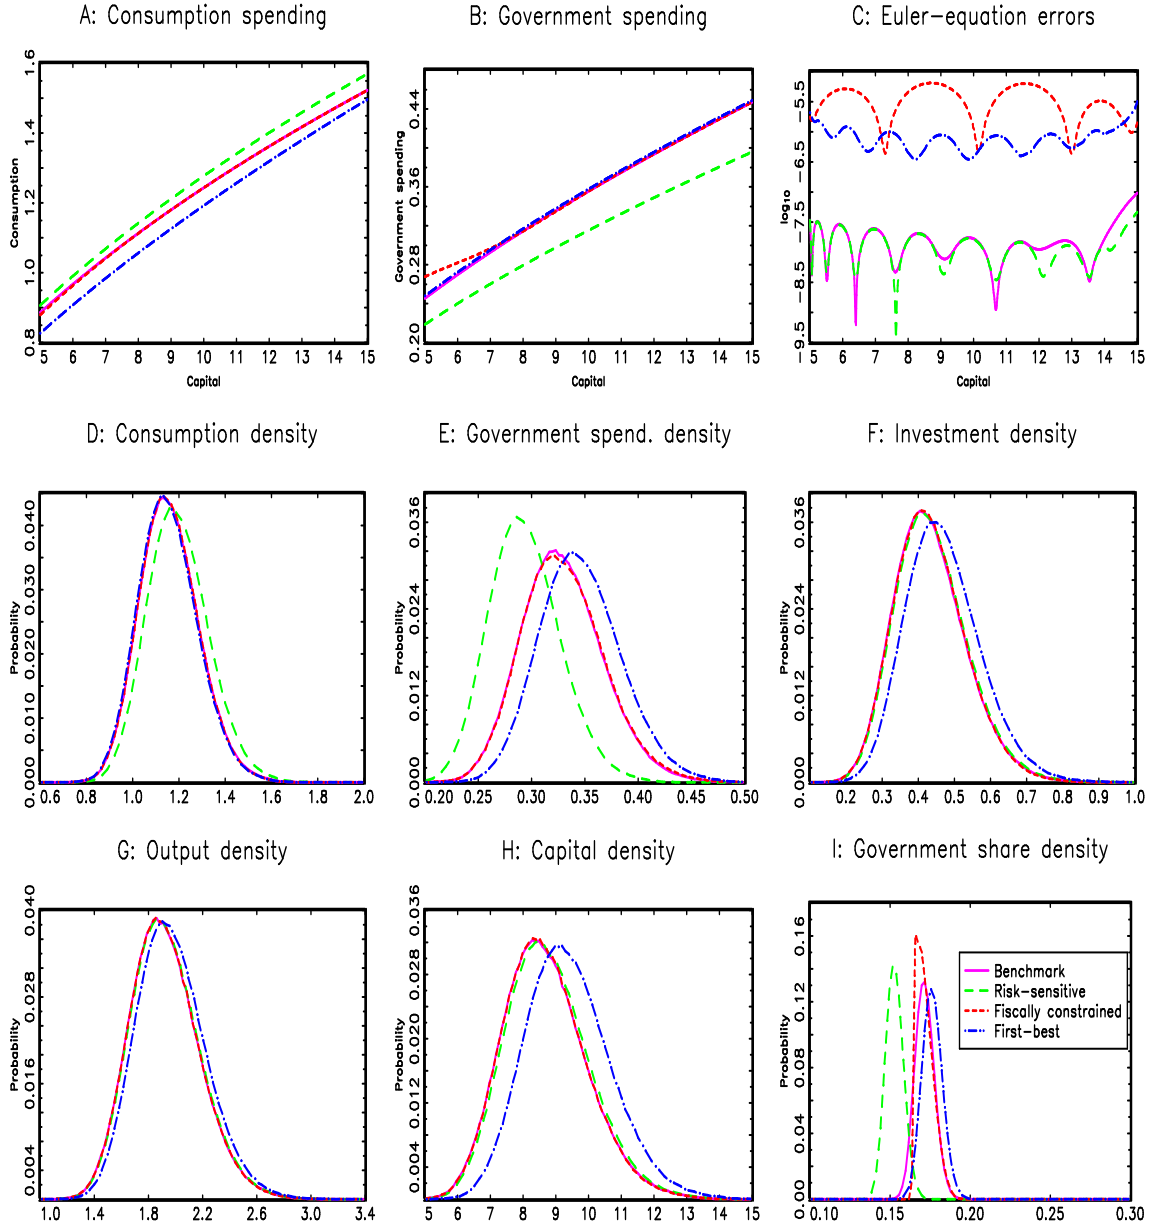 A: Consumption spending
B: Government spending
C: Euler-equation errors
Consumption
0.8 1.0 1.2 1.4 1.6
5 6 7 8 9 10 11 12 13 14 15
Capital
Government spending
0.20 0.28 0.36 0.44
5 6 7 8 9 10 11 12 13 14 15
Capital
log10
-9.5 -8.5 -7.5 -6.5 -5.5
5 6 7 8 9 10 11 12 13 14 15
Capital
D: Consumption density
E: Government spend. density
F: Investment density
Probability
0.000 0.010 0.020 0.030 0.040
0.6 0.8 1.0 1.2 1.4 1.6 1.8 2.0
Probability
0.000 0.012 0.024 0.036
0.20 0.25 0.30 0.35 0.40 0.45 0.50
Probability
0.000 0.012 0.024 0.036
0.2 0.3 0.4 0.5 0.6 0.7 0.8 0.9 1.0
G: Output density
H: Capital density
I: Government share density
Probability
0.004 0.016 0.028 0.040
1.0 1.4 1.8 2.2 2.6 3.0 3.4
Probability
0.004 0.012 0.020 0.028 0.036
5 6 7 8 9 10 11 12 13 14 15
Probability
0.00 0.04 0.08 0.12 0.16
0.10 0.15 0.20 0.25 0.30
Benchmark
Risk-sensitive
Fiscally constrained
First-best